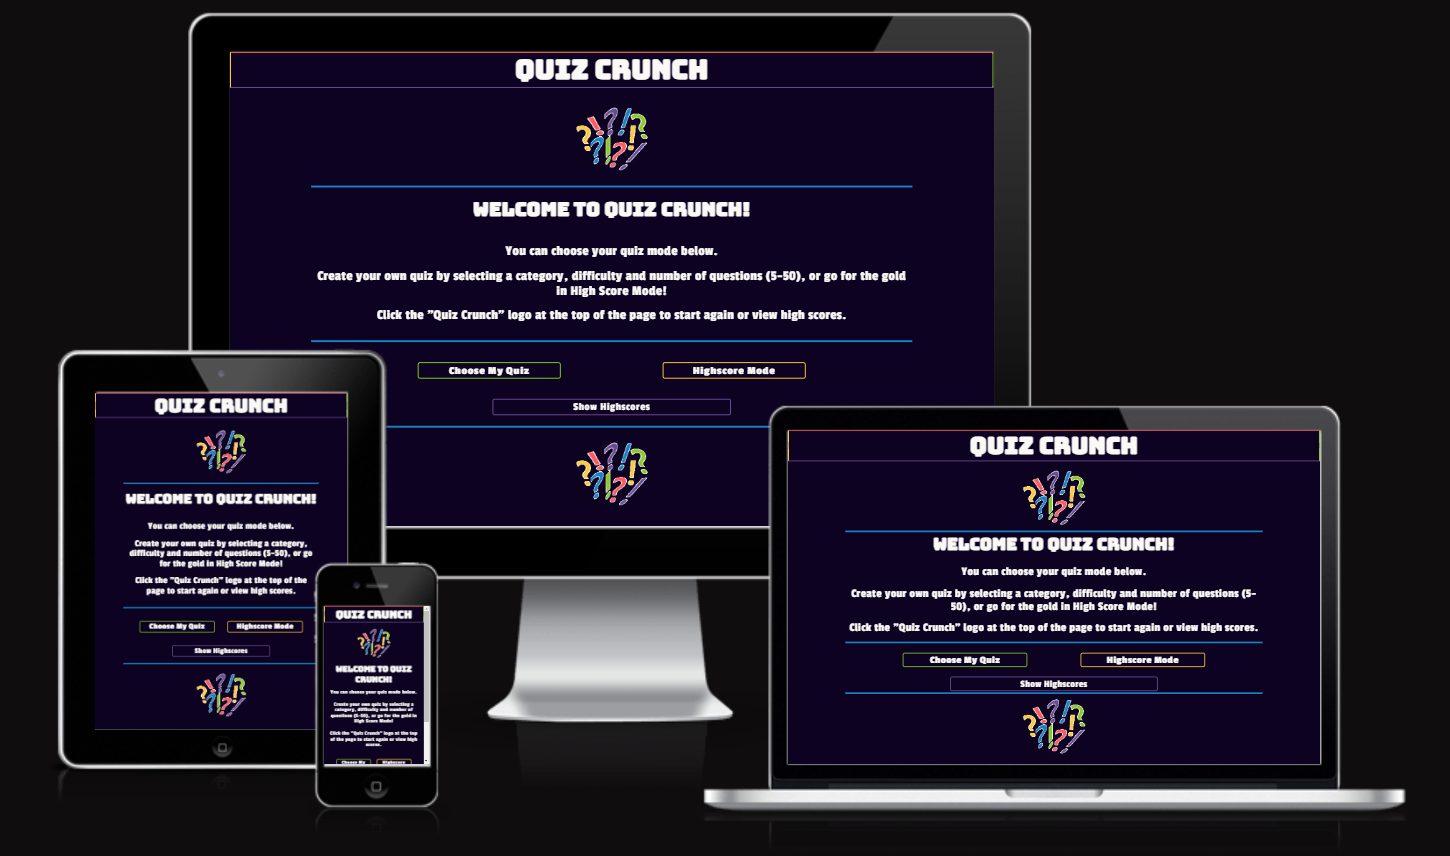 QUIZ CRUNCH
WELCOME TO QUIZ CRUNCH!
You can choose your quiz mode below.
Create your own quiz by selecting a category, difficulty and number of questions (5-50), or go for the gold
in High Score Mode!
Click the "Quiz Crunch" logo at the top of the page to start again or view high scores.
Choose My Quiz
Highscore Mode
Show Highscores
QUIZ CRUNCH
WELCOME TO QUIZ CRUNCH!
You can choose your quiz mode below.
Create your own quiz by selecting a category,
difficulty and number of questions (5-50), or go
for the gold in High Score Mode!
Click the "Quiz Crunch" logo at the top of the
page to start again or view high scores.
Choose My Quiz
Highscore Mode
Show Highscores
QUIZ CRUNCH
WELCOME TO QUIZ
CRUNCH!
You can choose your quiz mode below.
Create your own quiz by selecting a
category, difficulty and number of
questions (5-50), or go for the gold in
High Score Mode!
Click the "Quiz Crunch" logo at the top
of the page to start again or view high
scores.
Choose My
Highscore
QUIZ CRUNCH
WELCOME TO QUIZ CRUNCH!
You can choose your quiz mode below.
Create your own quiz by selecting a category, difficulty and number of questions (5-
50), or go for the gold in High Score Mode!
Click the "Quiz Crunch" logo at the top of the page to start again or view high scores.
Choose My Quiz
Highscore Mode
Show Highscores